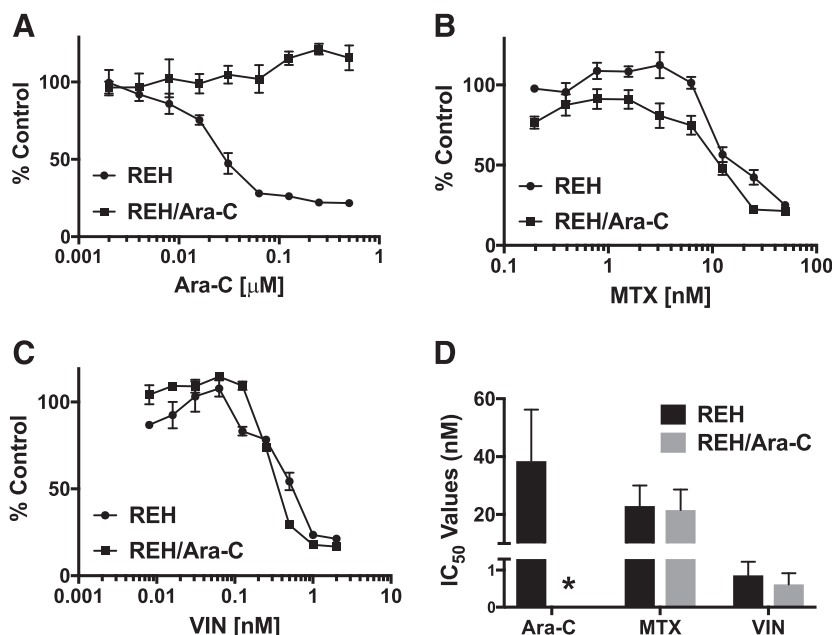 A
% Control
100
50
0
REH
REH/Ara-C
0.001
0.01
0.1
1
Ara-C [μM]
B
% Control
100
50
0
REH
REH/Ara-C
0.1
1
10
100
MTX [nM]
C
% Control
100
50
0
REH
REH/Ara-C
0.001
0.01
0.1
1
10
VIN [nM]
D
IC50 Values (nM)
60
40
20
1
0
REH
REH/Ara-C
*
Ara-C
MTX
VIN